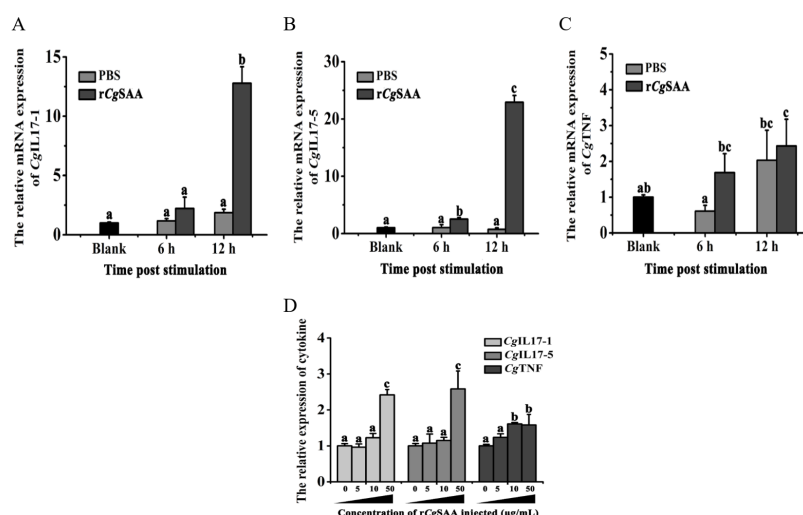 A
The relative mRNA expression
of CgIL17-1
15
10
5
0
PBS
rCgSAA
a
a
a
a
b
Blank
6 h
12 h
Time post stimulation
B
The relative mRNA expression
of CgIL17-5
30
25
15
5
0
PBS
rCgSAA
a
a
b
a
c
Blank
6 h
12 h
Time post stimulation
C
The relative mRNA expression
of CgTNF
5
4
3
2
1
0
PBS
rCgSAA
ab
a
bc
bc
c
Blank
6 h
12 h
Time post stimulation
D
The relative expression of cytokine
4
3
2
1
0
CgIL17-1
CgIL17-5
CgTNF
a a a c
a a a c
a a b b
0 5 10 50 0 5 10 50 0 5 10 50
Concentration of rCgSAA injected (μg/mL)